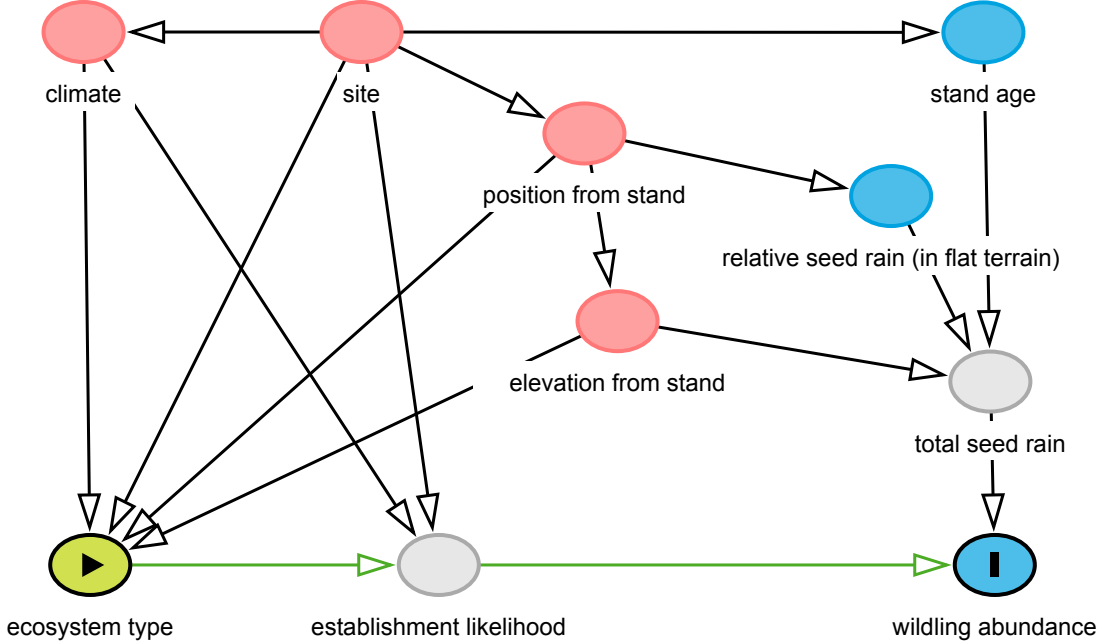 climate
site
stand age
position from stand
relative seed rain (in flat terrain)
elevation from stand
total seed rain
ecosystem type
establishment likelihood
wildling abundance